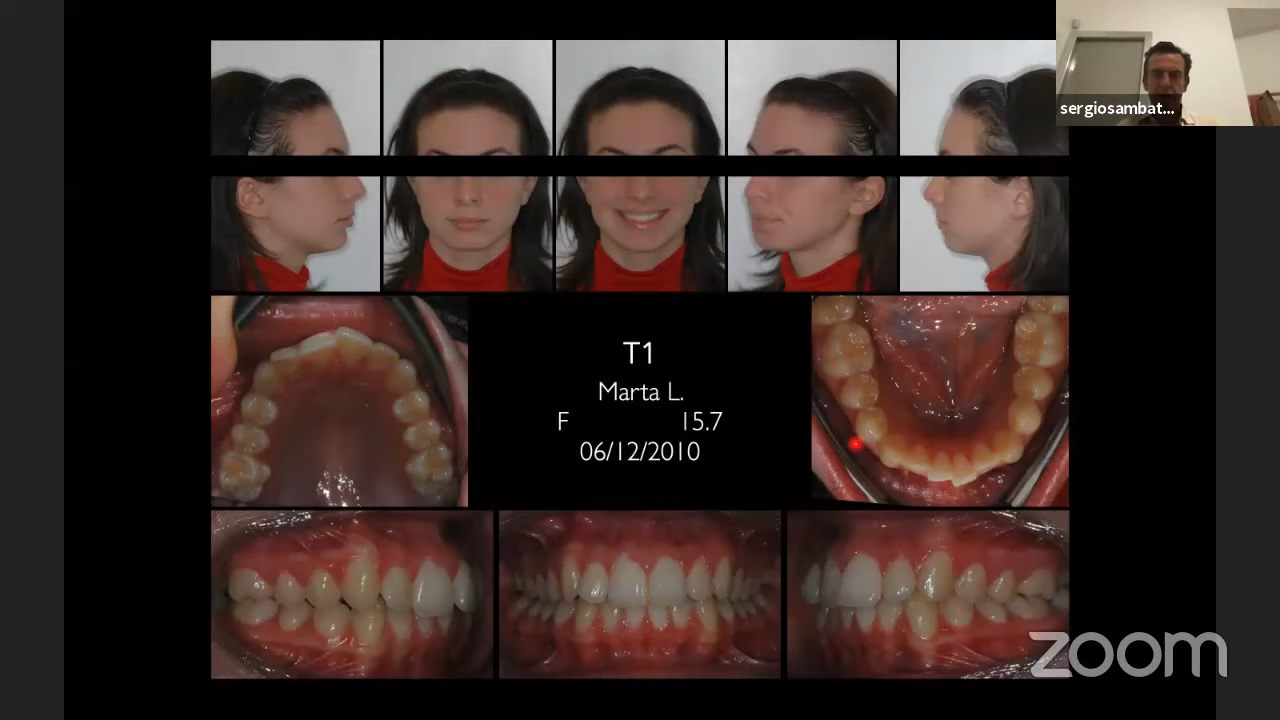 sergiosambat...
T1
Marta L.
F 15.7
06/12/2010
zoom